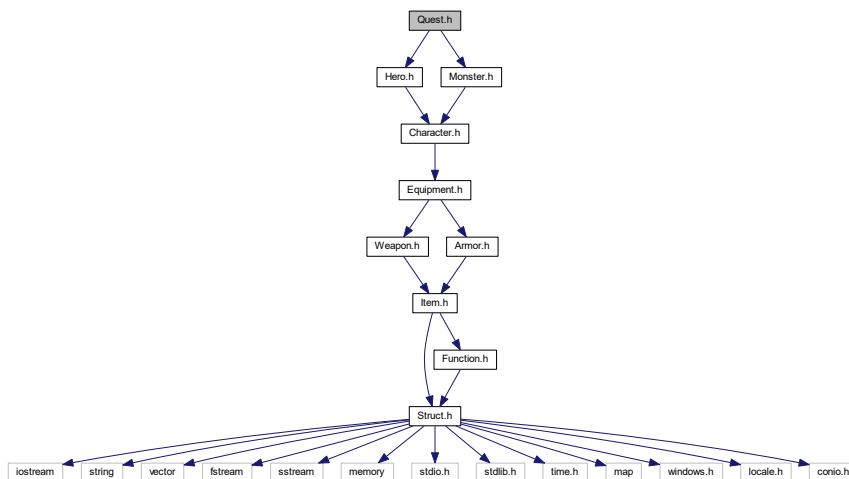 Quest.h
Hero.h
Monster.h
Character.h
Equipment.h
Weapon.h
Armor.h
Item.h
Function.h
Struct.h
iostream
string
vector
fstream
sstream
memory
stdio.h
stdlib.h
time.h
map
windows.h
locale.h
conio.h